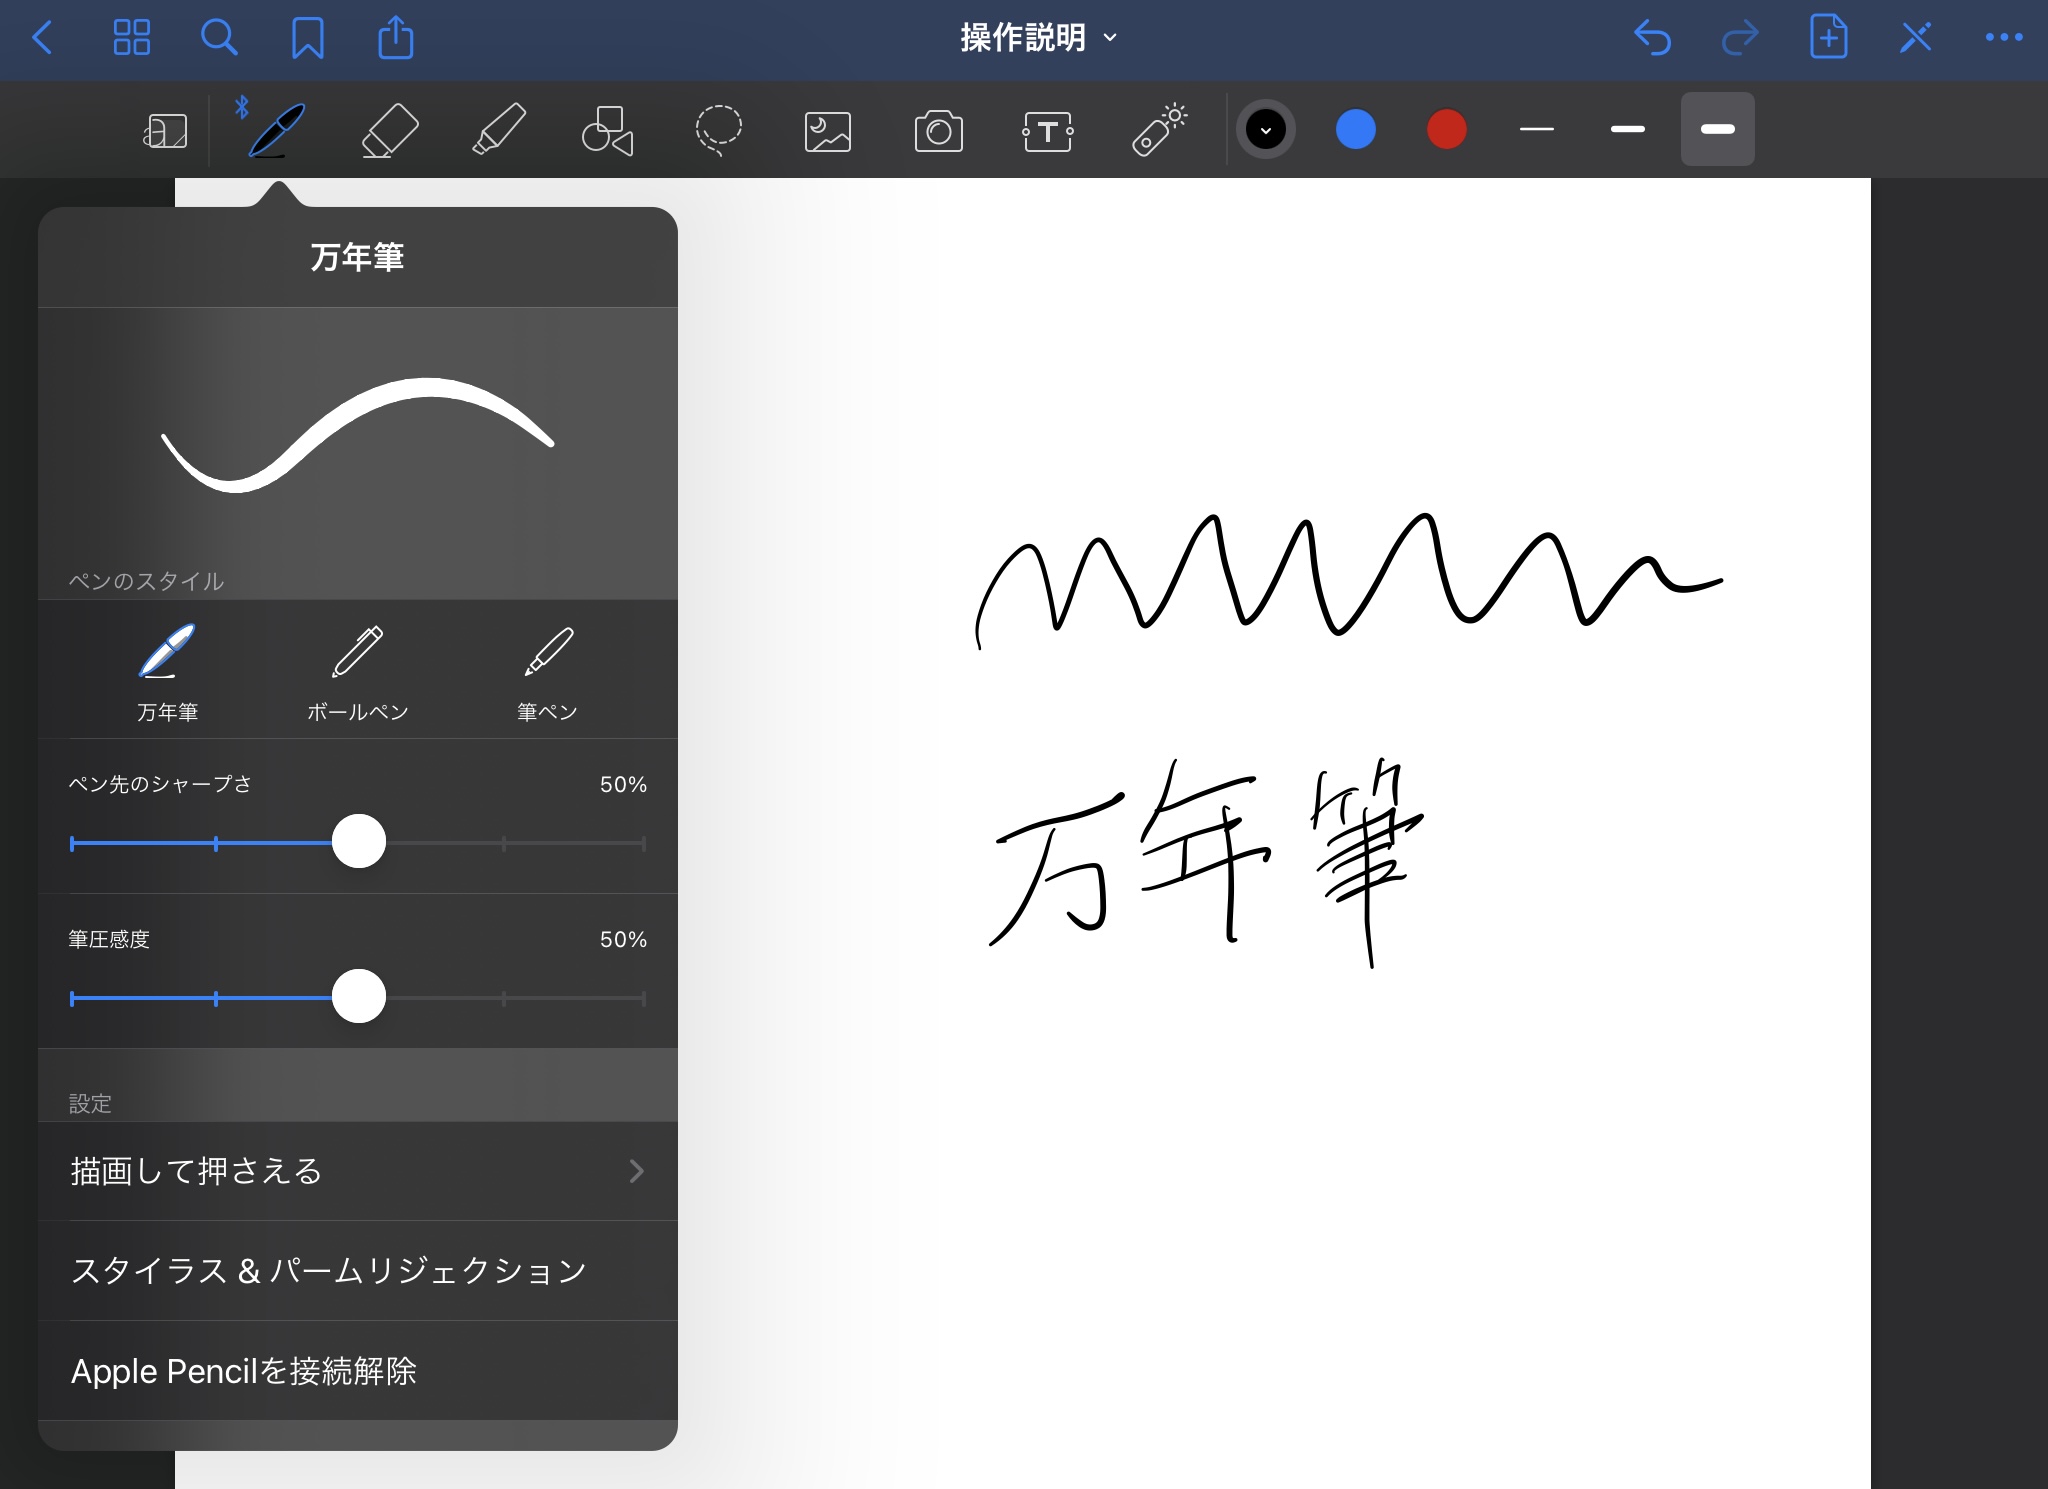 操作説明
万年筆
ペンのスタイル
万年筆 ボールペン 筆ペン
ペン先のシャープさ 50%
筆圧感度 50%
設定
描画して押さえる
スタイラス & パームリジェクション
Apple Pencilを接続解除
万年筆